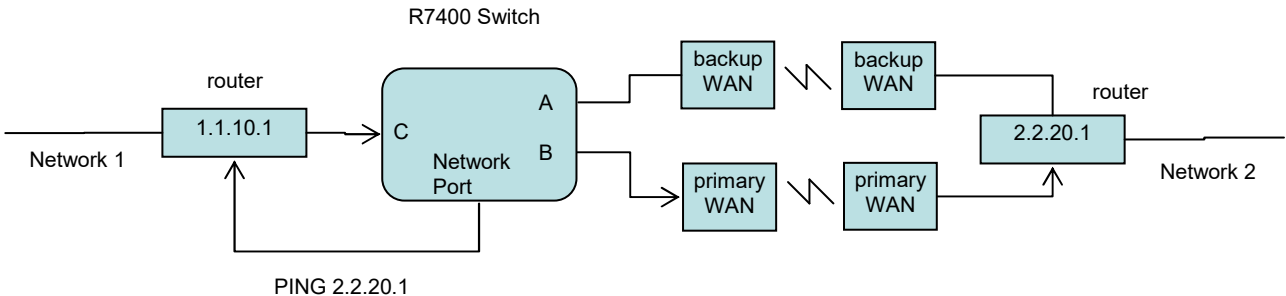 R7400 Switch
router
1.1.10.1
Network 1
C
A
B
Network
Port
backup
WAN
backup
WAN
primary
WAN
primary
WAN
router
2.2.20.1
Network 2
PING 2.2.20.1